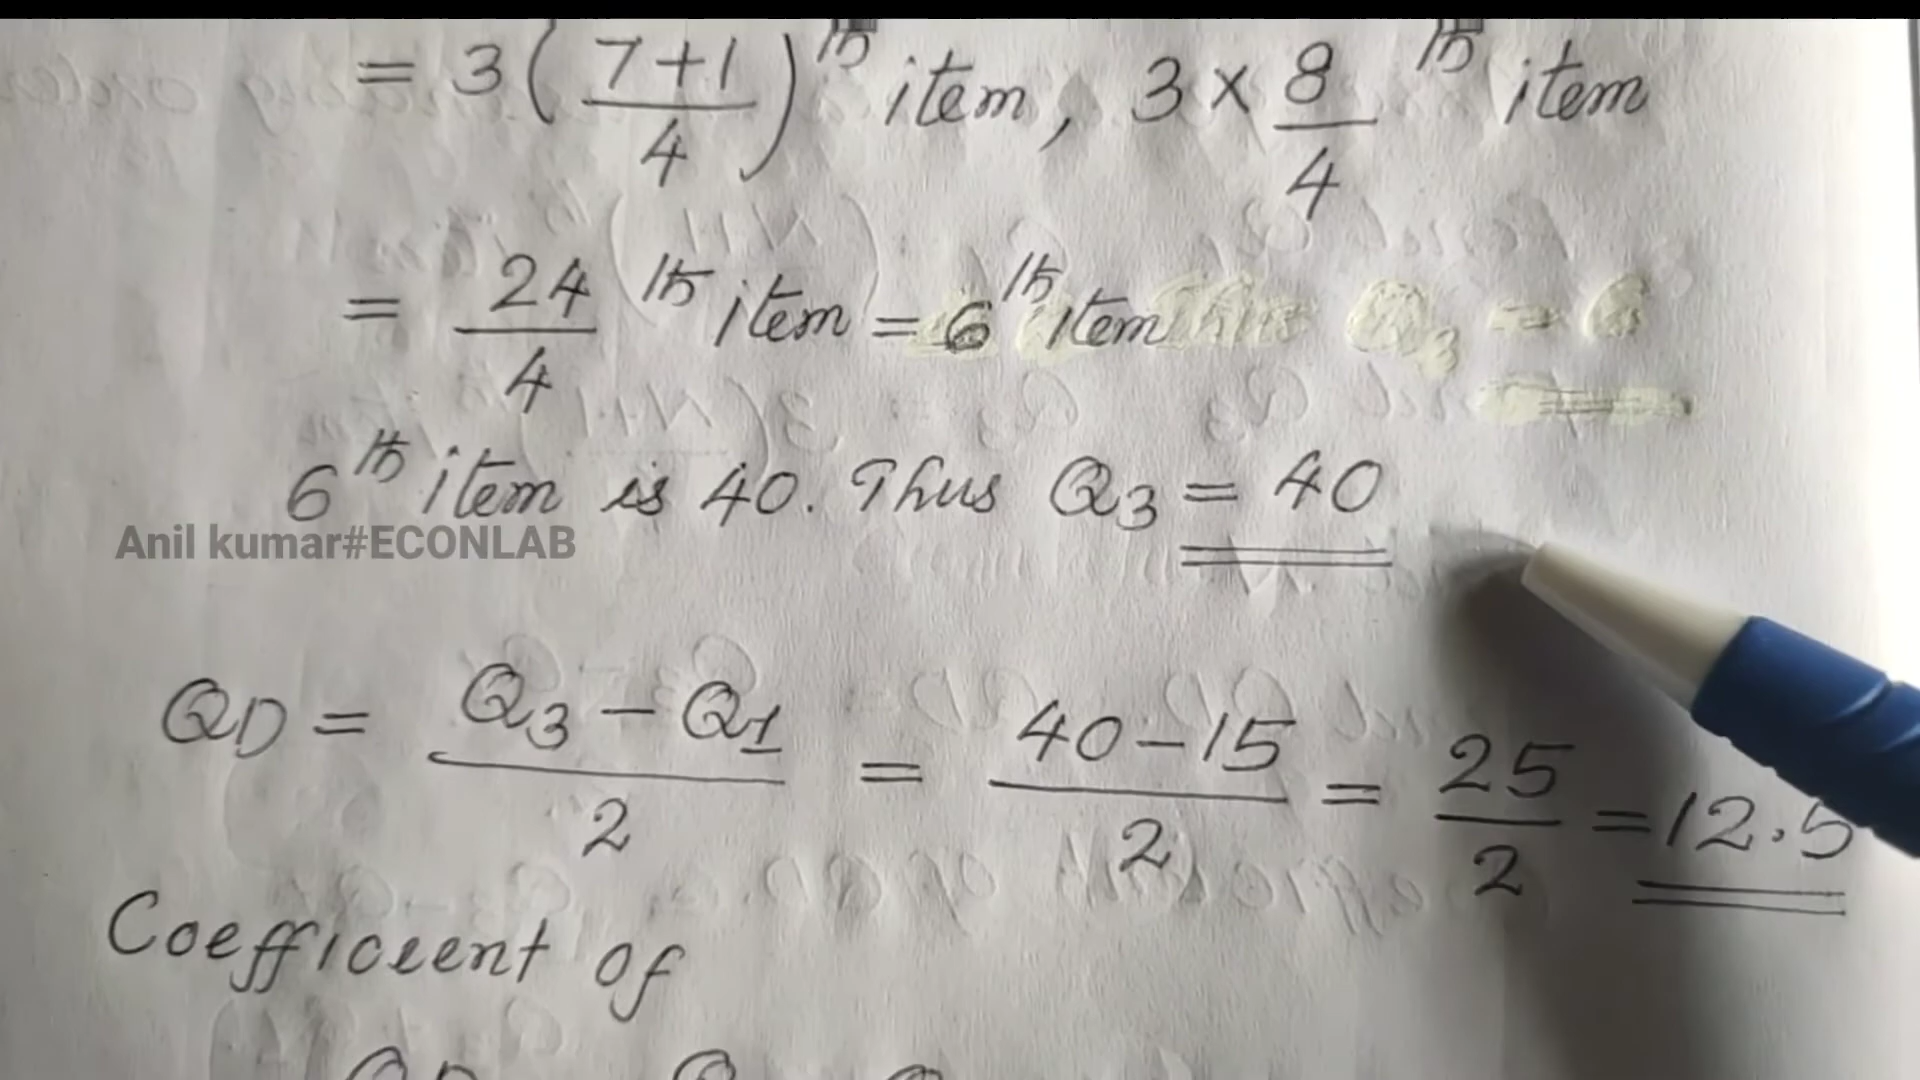 = 3(7+1/4)th item, 3 × 8/4 th item
= 24/4 th item = 6th item
6th item is 40. Thus Q3 = 40
Anil kumar#ECONLAB
QD = Q3 - Q1/2 = 40-15/2 = 25/2 = 12.5
Coefficient of